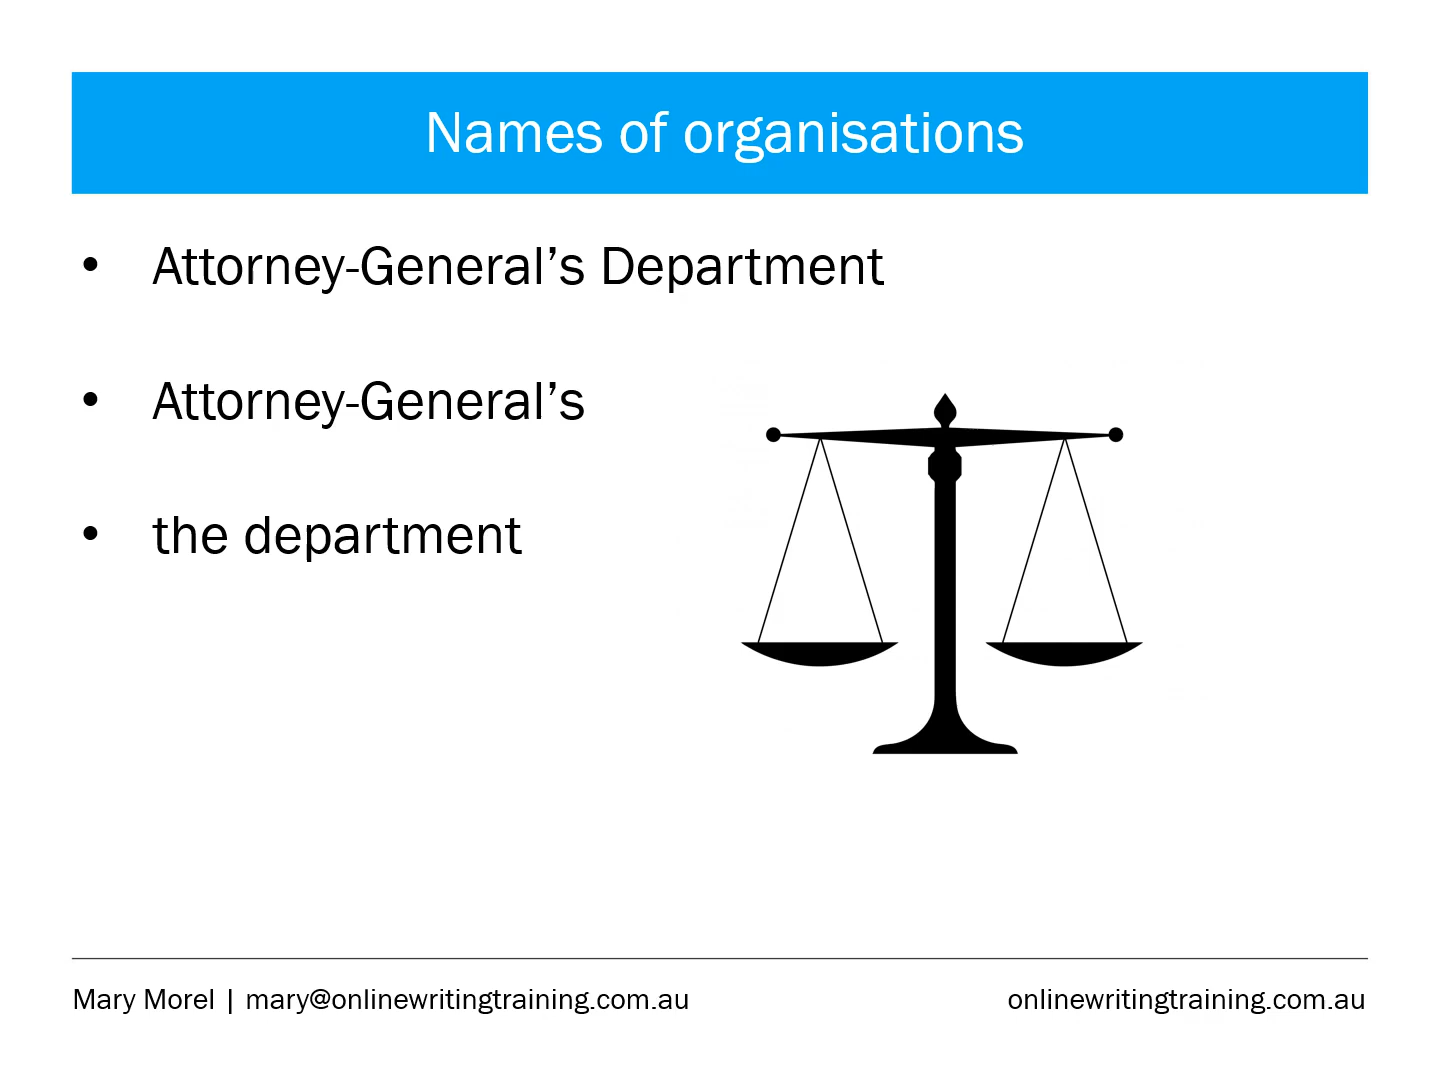 Names of organisations
• Attorney-General’s Department
• Attorney-General’s
• the department
Mary Morel | mary@onlinewritingtraining.com.au
onlinewritingtraining.com.au